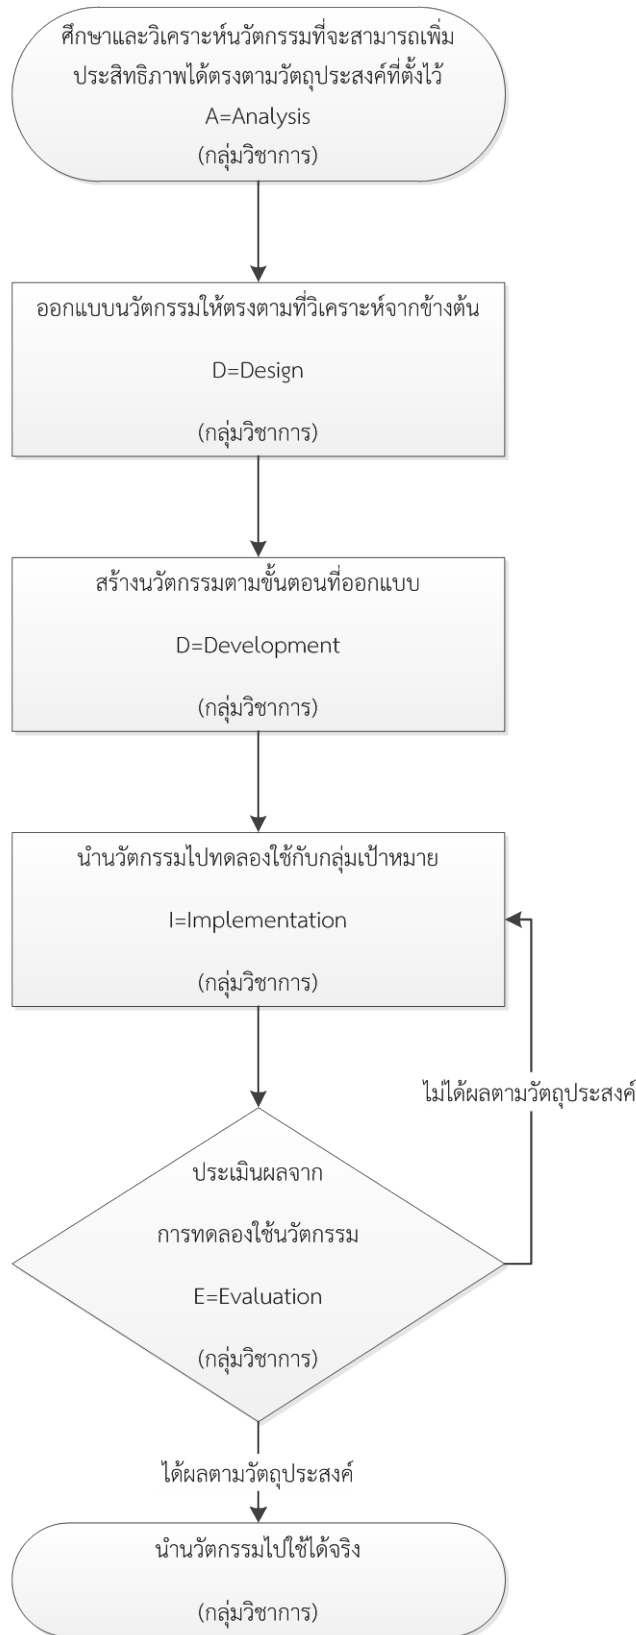 ศึกษาและวิเคราะห์นวัตกรรมที่จะสามารถเพิ่ม
ประสิทธิภาพได้ตรงตามวัตถุประสงค์ที่ตั้งไว้
A=Analysis
(กลุ่มวิชาการ)
ออกแบบนวัตกรรมให้ตรงตามที่วิเคราะห์จากข้างต้น
D=Design
(กลุ่มวิชาการ)
สร้างนวัตกรรมตามขั้นตอนที่ออกแบบ
D=Development
(กลุ่มวิชาการ)
นำนวัตกรรมไปทดลองใช้กับกลุ่มเป้าหมาย
I=Implementation
(กลุ่มวิชาการ)
ไม่ได้ผลตามวัตถุประสงค์
ประเมินผลจาก
การทดลองใช้นวัตกรรม
E=Evaluation
(กลุ่มวิชาการ)
ได้ผลตามวัตถุประสงค์
นำนวัตกรรมไปใช้ได้จริง
(กลุ่มวิชาการ)